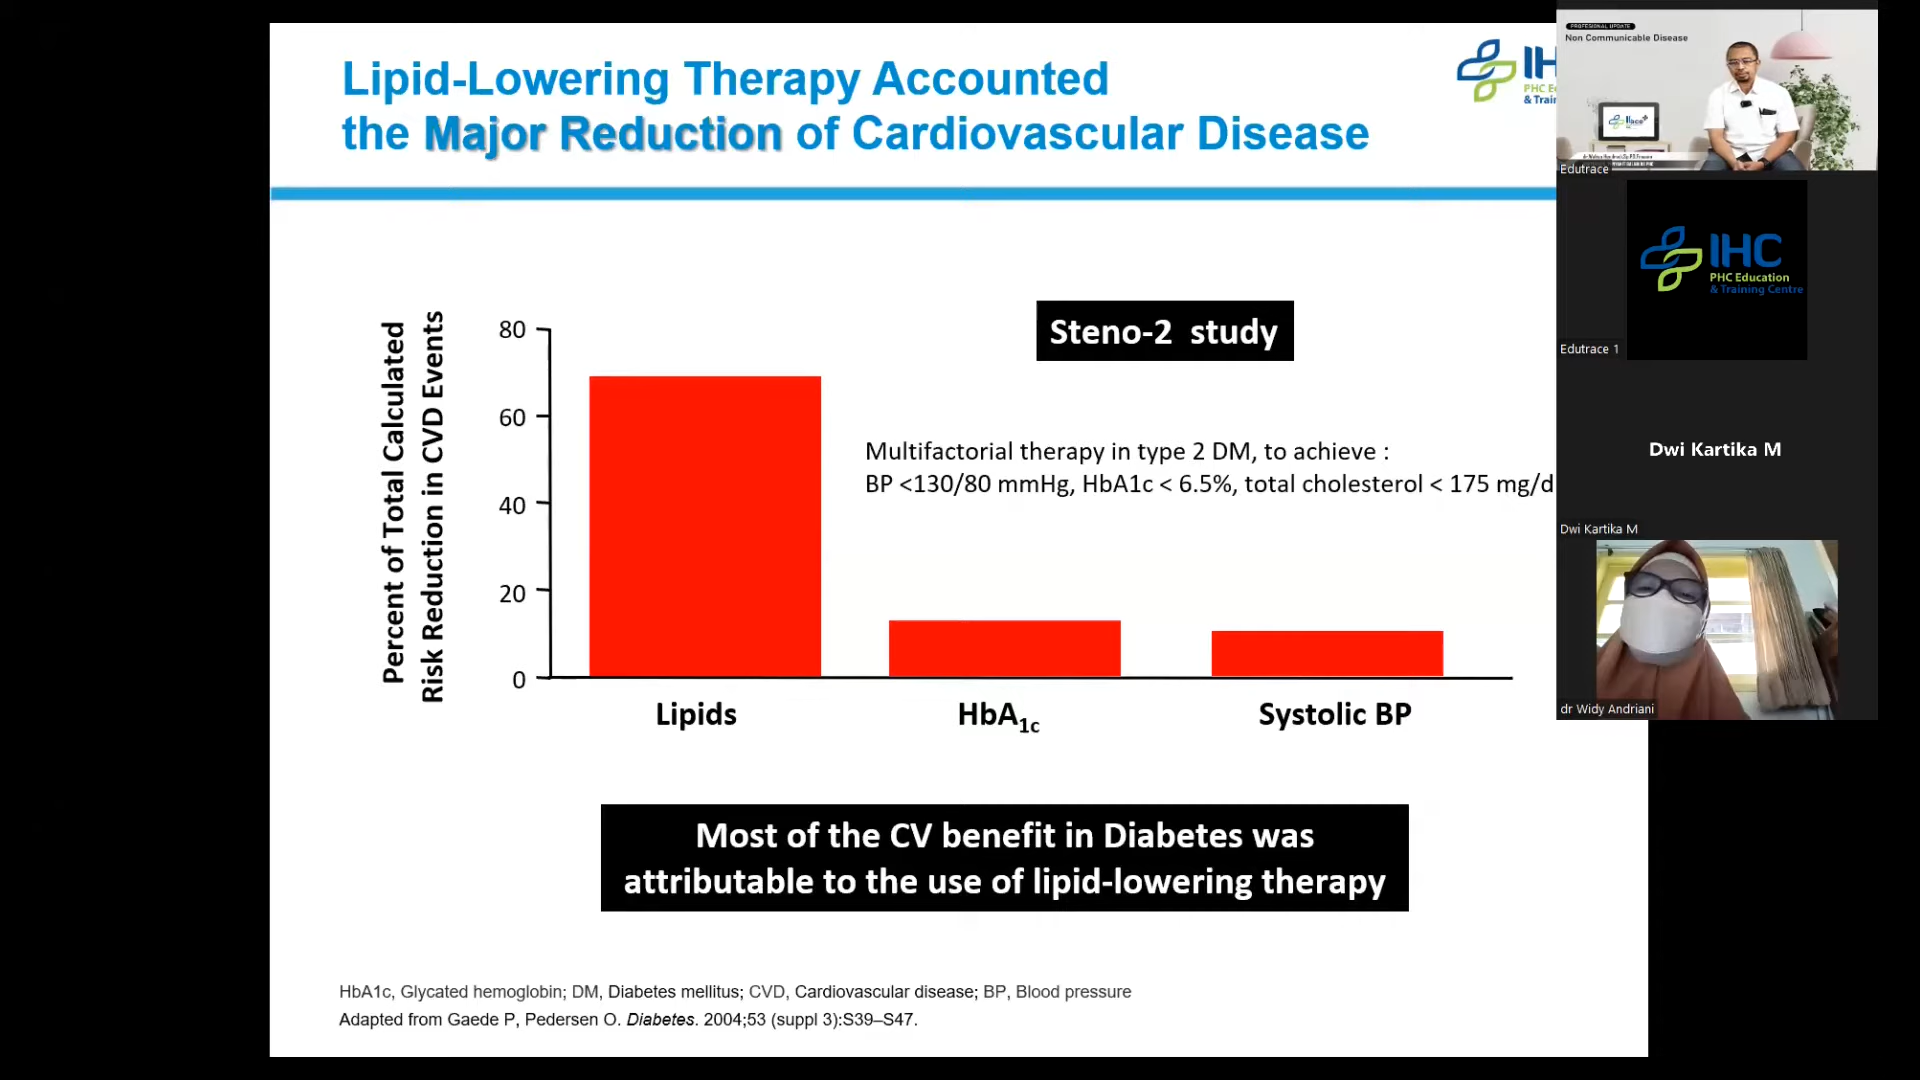 Lipid-Lowering Therapy Accounted
the Major Reduction of Cardiovascular Disease
Percent of Total Calculated
Risk Reduction in CVD Events
80
60
40
20
0
Steno-2 study
Multifactorial therapy in type 2 DM, to achieve :
BP <130/80 mmHg, HbA1c < 6.5%, total cholesterol < 175 mg/d
Lipids
HbA1c
Systolic BP
Most of the CV benefit in Diabetes was
attributable to the use of lipid-lowering therapy
HbA1c, Glycated hemoglobin; DM, Diabetes mellitus; CVD, Cardiovascular disease; BP, Blood pressure
Adapted from Gaede P, Pedersen O. Diabetes. 2004;53 (suppl 3):S39–S47.
PROFESIONAL UPDATE
Non Communicable Disease
Edutrace
IHC
PHC Education
& Training Centre
Edutrace 1
Dwi Kartika M
Dwi Kartika M
dr Widy Andriani